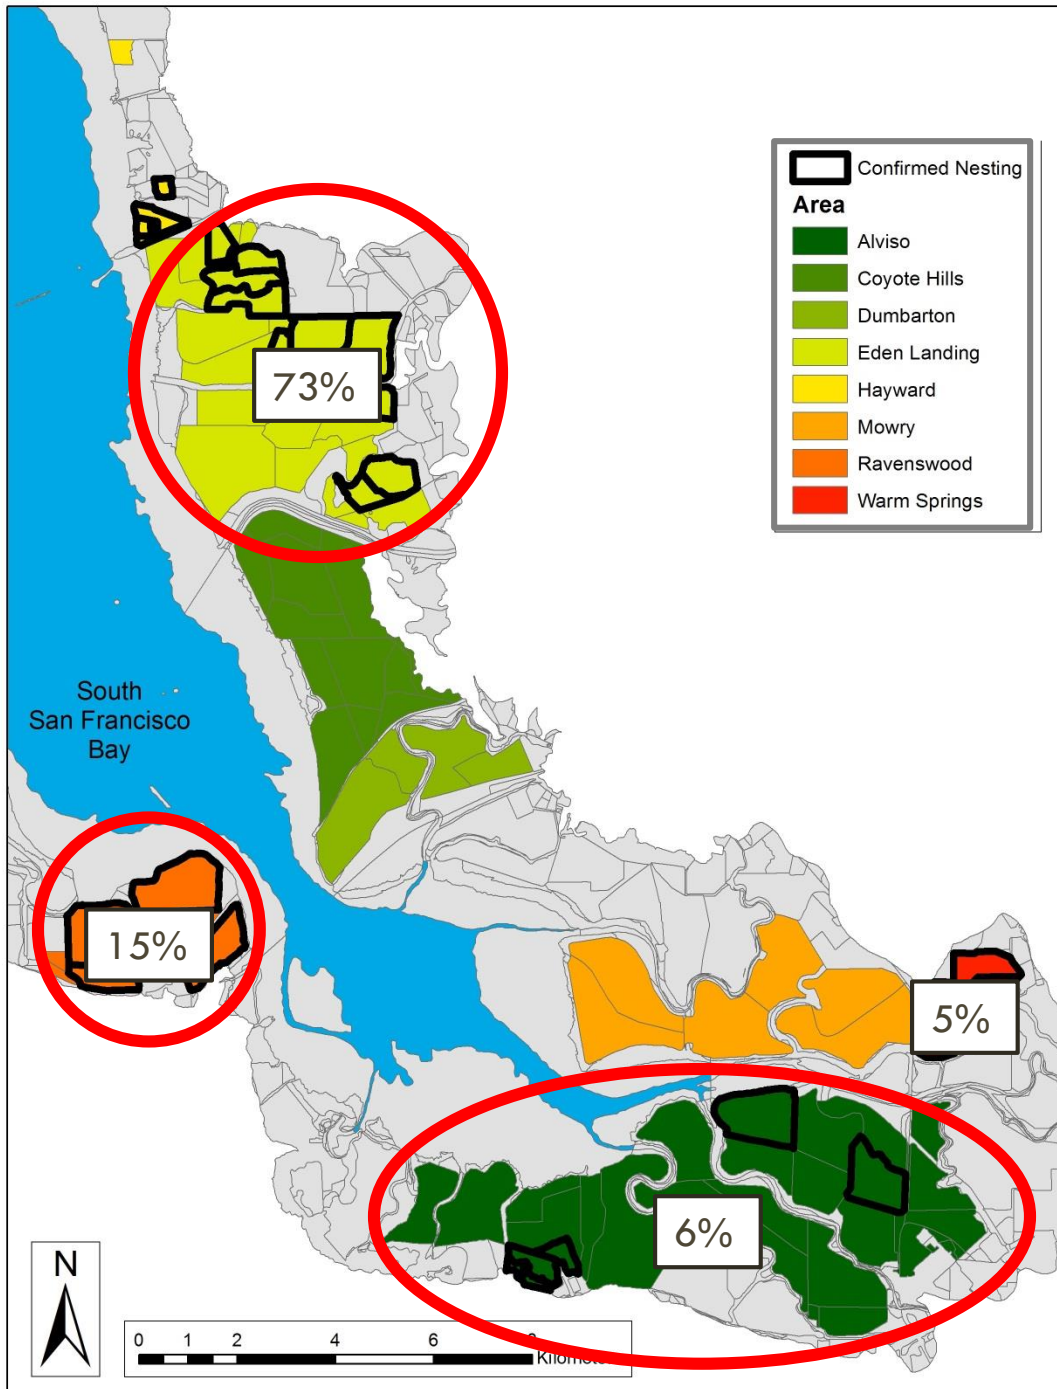 Confirmed Nesting
Area
Alviso
Coyote Hills
Dumbarton
Eden Landing
Hayward
Mowry
Ravenswood
Warm Springs
73%
South
San Francisco
Bay
15%
5%
6%
N
0 1 2 4 6 8